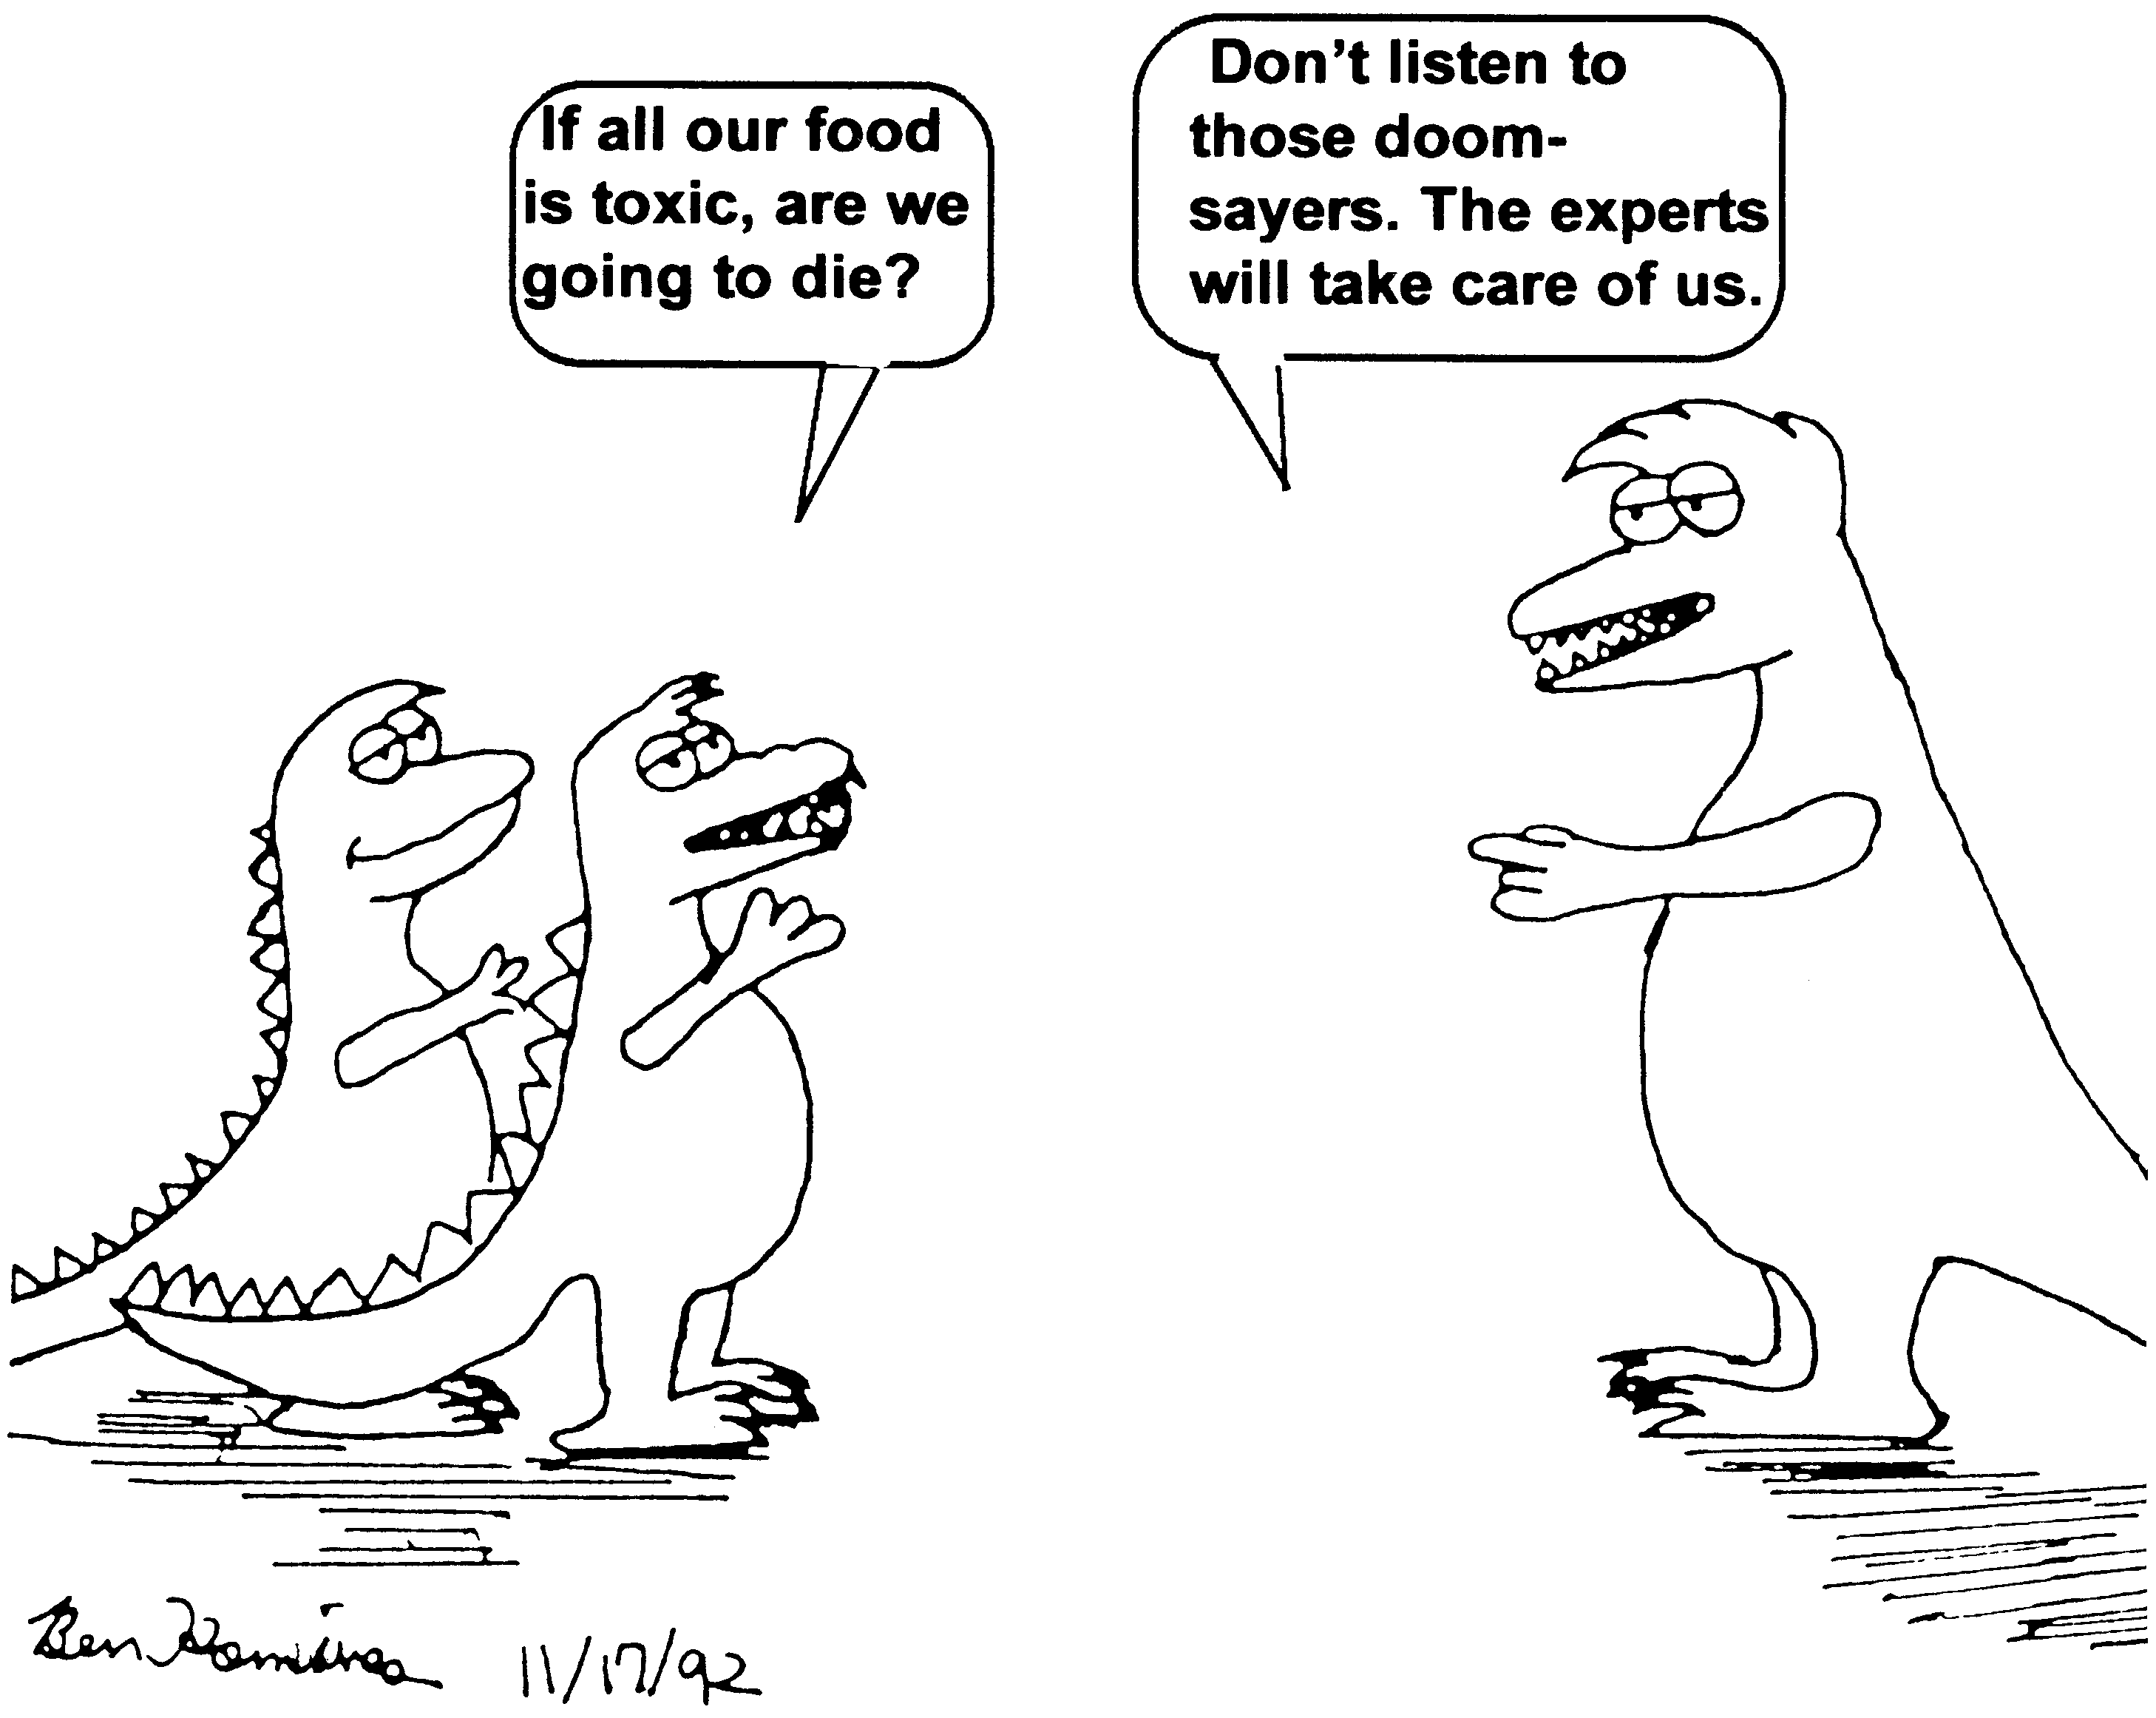 If all our food
is toxic, are we
going to die?
Don't listen to
those doom-
sayers. The experts
will take care of us.
Ben
11/17/92